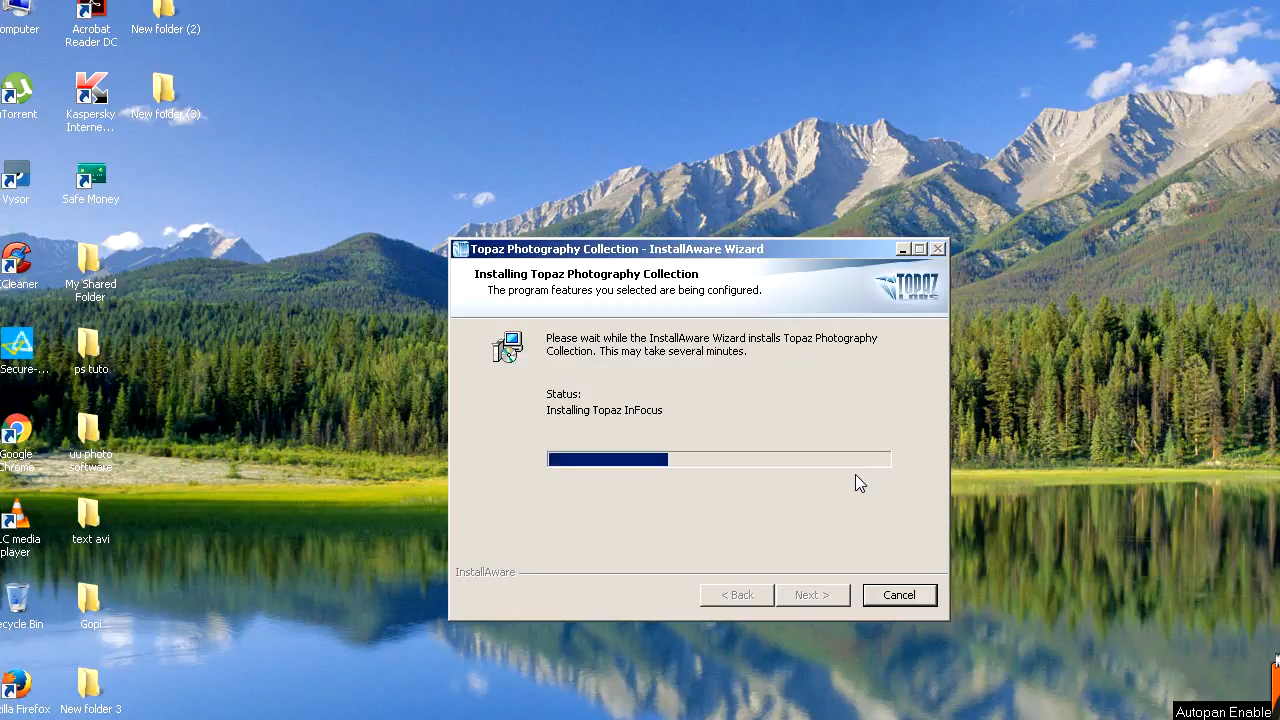 omputer
Acrobat
Reader DC
New folder (2)
Torrent
Kaspersky
Interne...
New folder (3)
Vysor
Safe Money
CCleaner
My Shared
Folder
Secure-...
ps tuto
Google
Chrome
uu photo
software
LC media
player
text avi
ecycle Bin
Gopi
zilla Firefox
New folder 3
Topaz Photography Collection - InstallAware Wizard
Installing Topaz Photography Collection
The program features you selected are being configured.
TOPAZ
LABS
Please wait while the InstallAware Wizard installs Topaz Photography
Collection. This may take several minutes.
Status:
Installing Topaz InFocus
InstallAware
< Back
Next >
Cancel
Autopan Enable